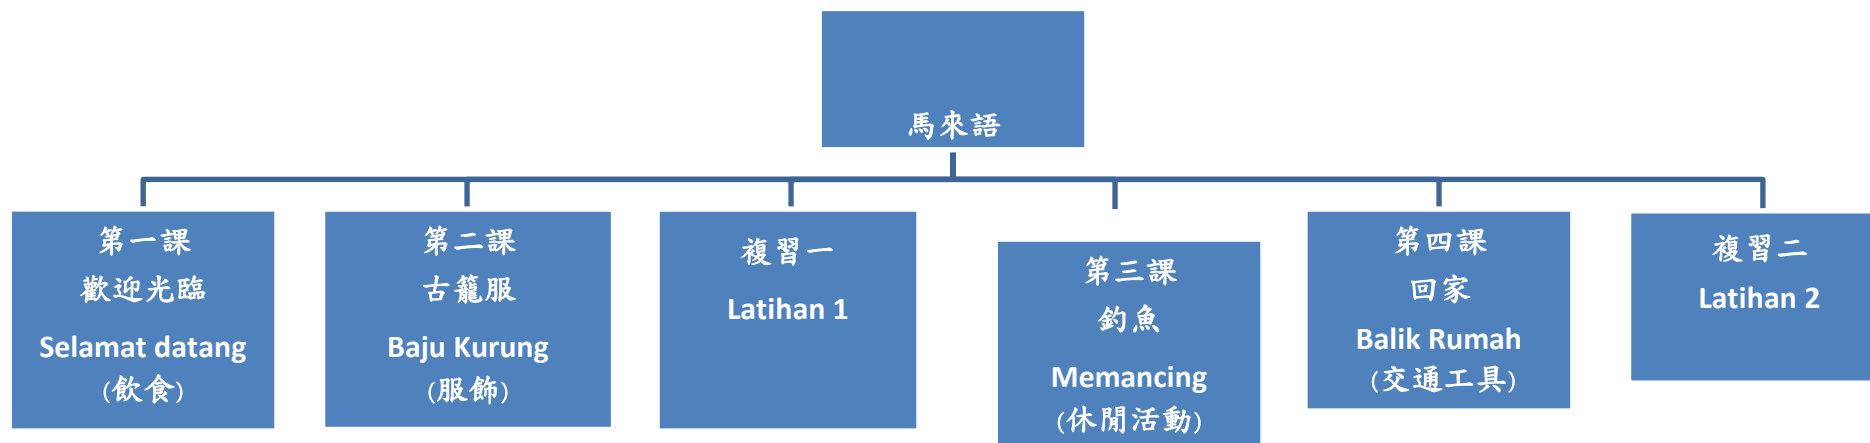 馬來語
第一課
歡迎光臨
Selamat datang
(飲食)
第二課
古籠服
Baju Kurung
(服飾)
複習一
Latihan 1
第三課
釣魚
Memancing
(休閒活動)
第四課
回家
Balik Rumah
(交通工具)
複習二
Latihan 2